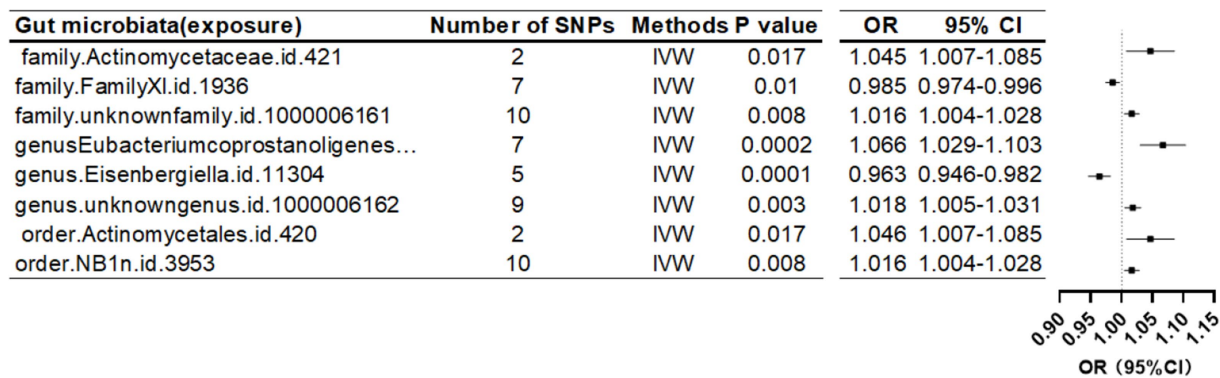 Gut microbiata(exposure) Number of SNPs Methods P value OR 95% CI
family.Actinomycetaceae.id.421 2 IVW 0.017 1.045 1.007-1.085
family.FamilyXI.id.1936 7 IVW 0.01 0.985 0.974-0.996
family.unknownfamily.id.1000006161 10 IVW 0.008 1.016 1.004-1.028
genusEubacteriumcoprostanoligenes... 7 IVW 0.0002 1.066 1.029-1.103
genus.Eisenbergiella.id.11304 5 IVW 0.0001 0.963 0.946-0.982
genus.unknowngenus.id.1000006162 9 IVW 0.003 1.018 1.005-1.031
order.Actinomycetales.id.420 2 IVW 0.017 1.046 1.007-1.085
order.NB1n.id.3953 10 IVW 0.008 1.016 1.004-1.028
0.90 0.95 1.00 1.05 1.10 1.15
OR (95%CI)